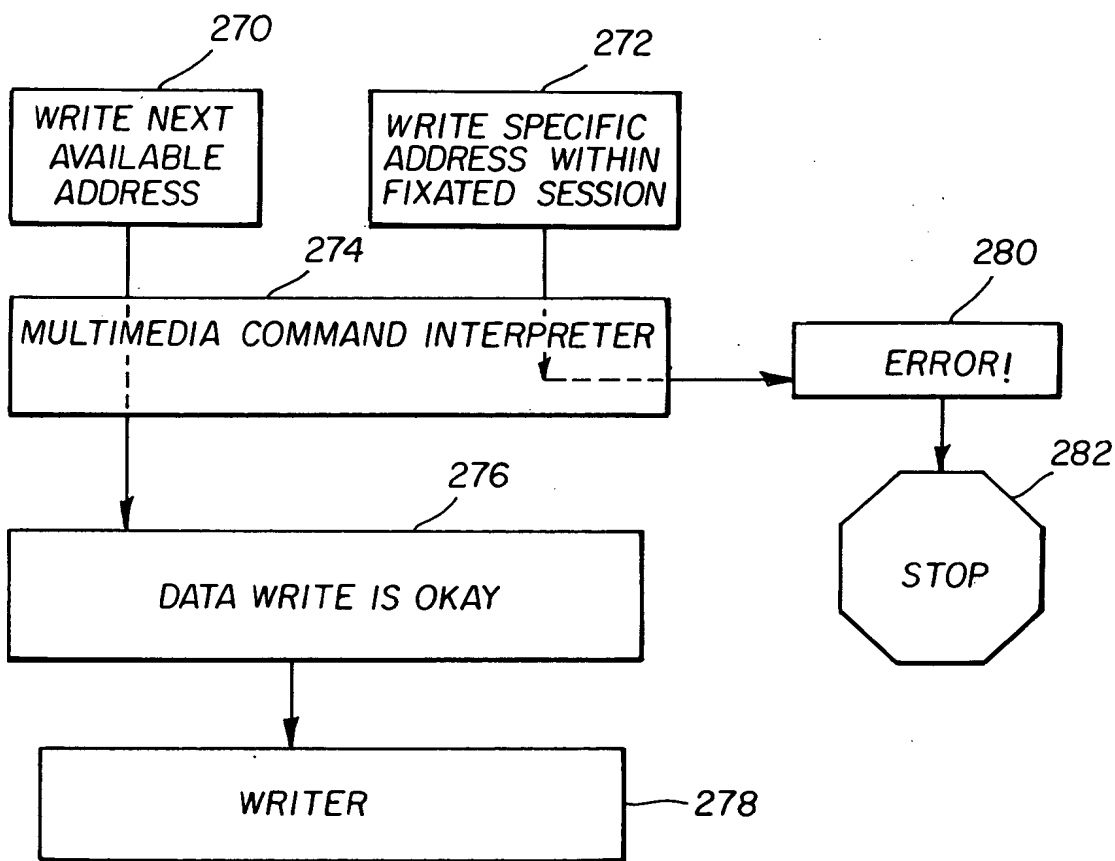 270
272
WRITE NEXT
AVAILABLE
ADDRESS
WRITE SPECIFIC
ADDRESS WITHIN
FIXATED SESSION
274
280
MULTIMEDIA COMMAND INTERPRETER
ERROR!
276
282
DATA WRITE IS OKAY
STOP
WRITER
278